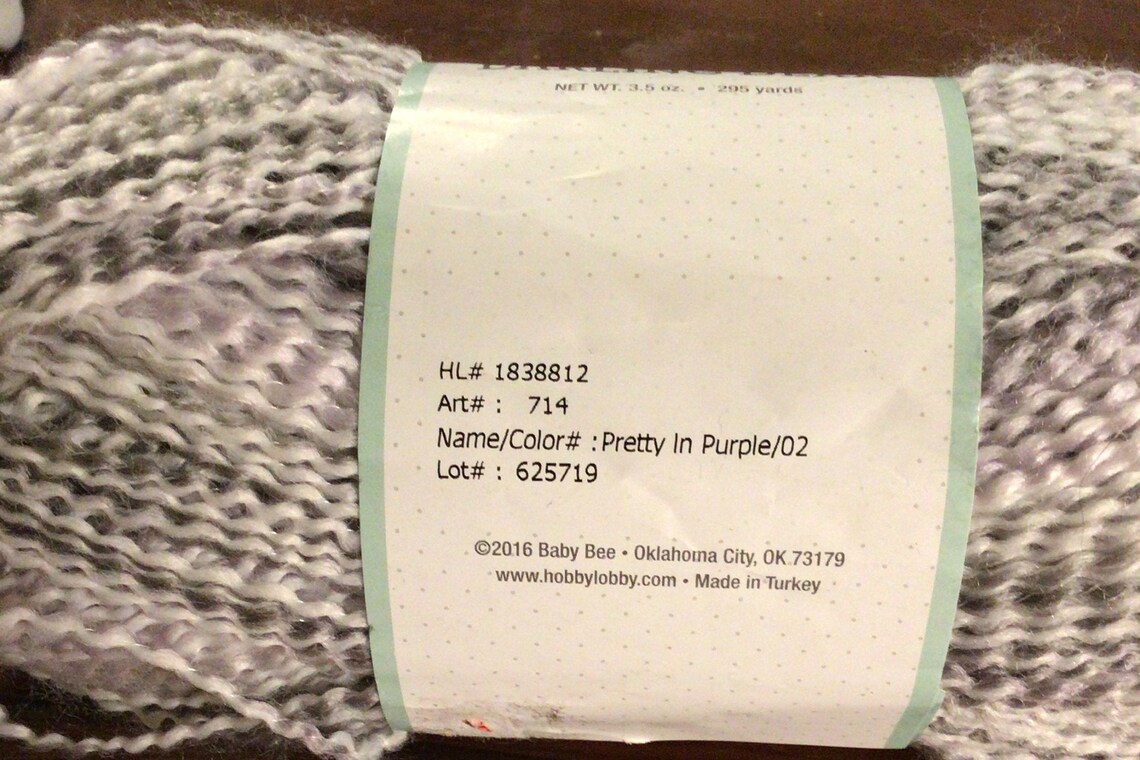 NET WT. 3.5 oz. • 295 yards
HL# 1838812
Art# : 714
Name/Color# :Pretty In Purple/02
Lot# : 625719
©2016 Baby Bee • Oklahoma City, OK 73179
www.hobbylobby.com • Made in Turkey